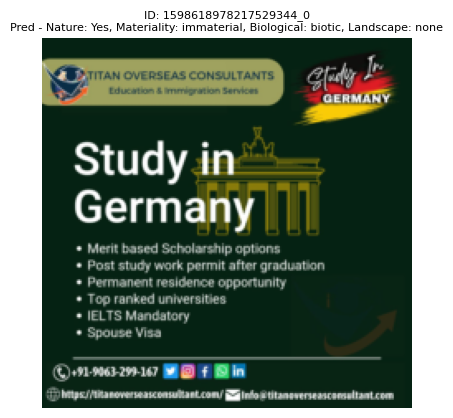 ID: 1598618978217529344_0
Pred - Nature: Yes, Materiality: immaterial, Biological: biotic, Landscape: none
TITAN OVERSEAS CONSULTANTS
Education & Immigration Services
Study In
GERMANY
Study in
Germany
• Merit based Scholarship options
• Post study work permit after graduation
• Permanent residence opportunity
• Top ranked universities
• IELTS Mandatory
• Spouse Visa
+91-9063-299-167
https://titanoverseasconsultant.com/ Info@titanoverseasconsultant.com